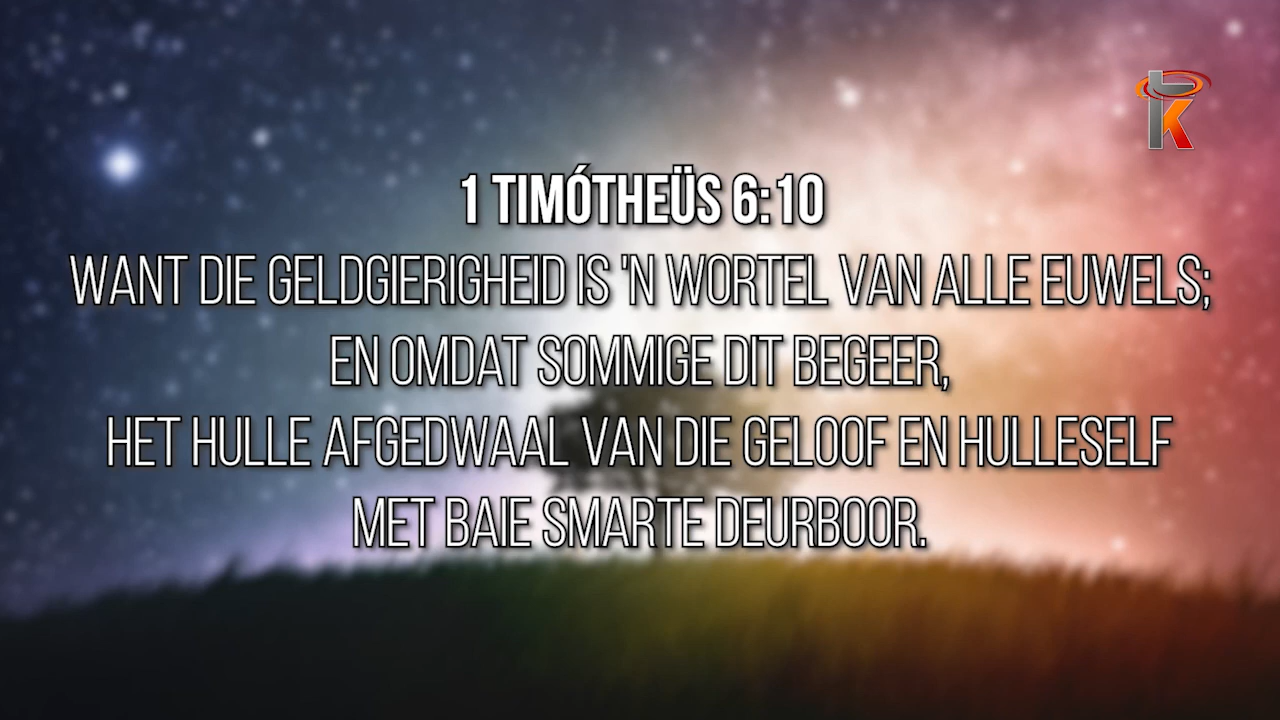 1 TIMÓTHEÜS 6:10
WANT DIE GELDGIERIGHEID IS 'N WORTEL VAN ALLE EUWELS;
EN OMDAT SOMMIGE DIT BEGEER,
HET HULLE AFGEDWAAL VAN DIE GELOOF EN HULLESELF
MET BAIE SMARTE DEURBOOR.